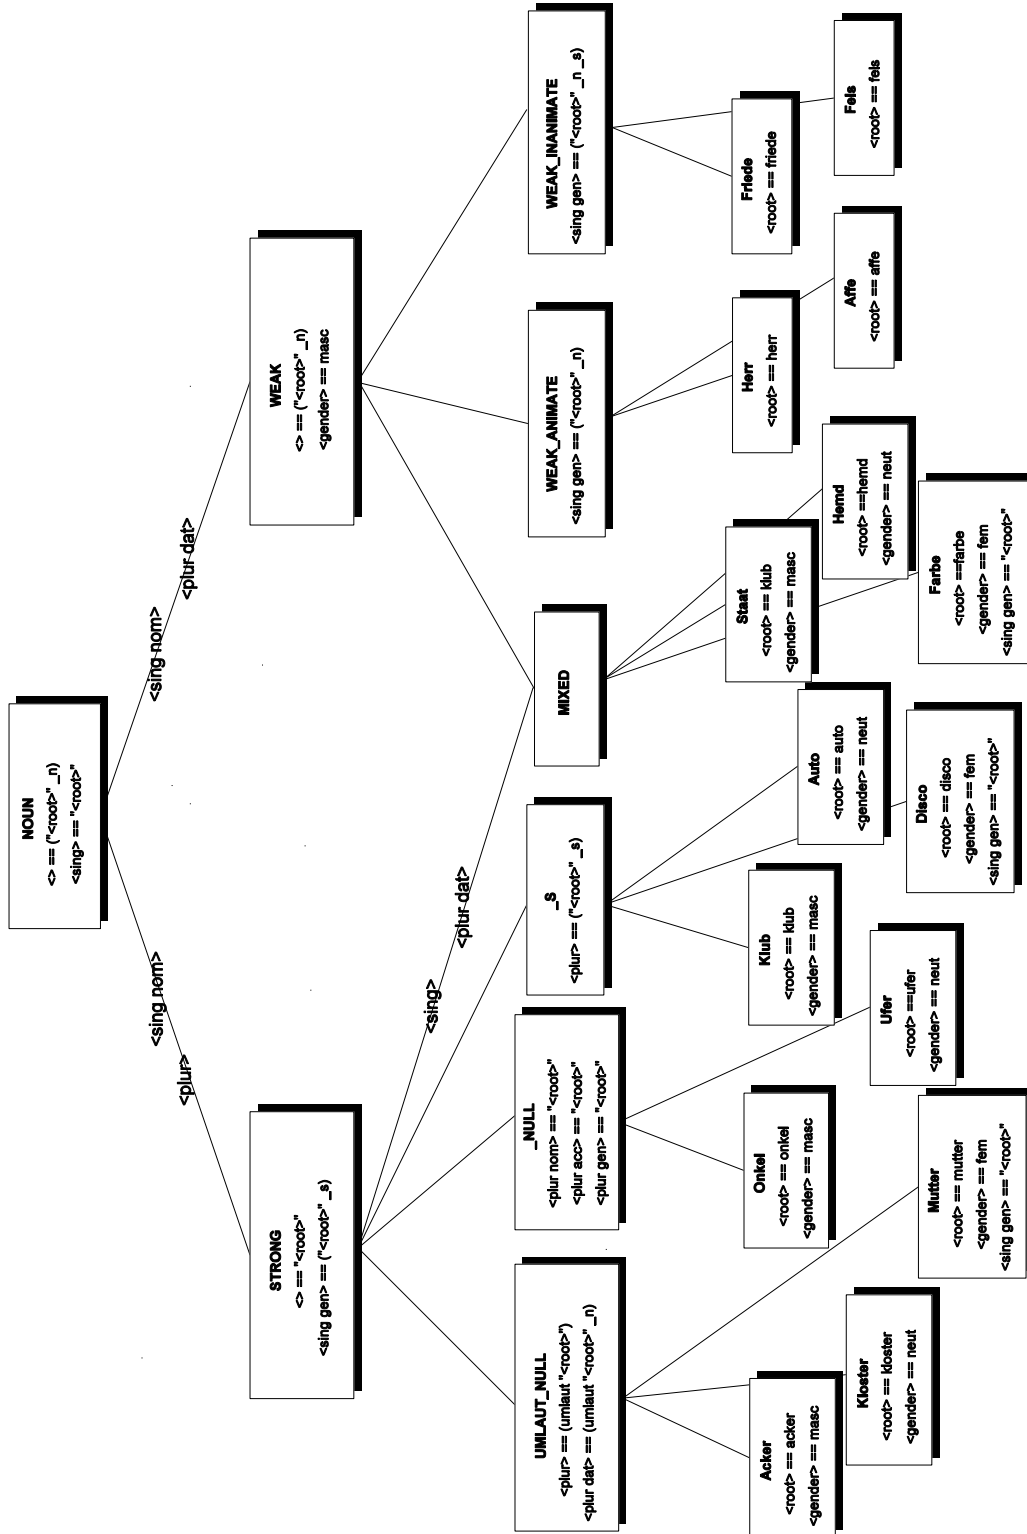 NOUN
<> == ("<root>" _n)
<sing> == "<root>"
<plur>
<sing nom>
<sing nom>
<plur dat>
STRONG
<> == "<root>"
<sing gen> == ("<root>" _s)
WEAK
<> == ("<root>" _n)
<gender> == masc
<sing>
<plur dat>
UMLAUT_NULL
<plur> == (umlaut "<root>")
<plur dat> == (umlaut "<root>" _n)
_NULL
<plur nom> == "<root>"
<plur acc> == "<root>"
<plur gen> == "<root>"
_S
<plur> == ("<root>" _s)
MIXED
WEAK_ANIMATE
<sing gen> == ("<root>" _n)
WEAK_INANIMATE
<sing gen> == ("<root>" _n _s)
Acker
<root> == acker
<gender> == masc
Kloster
<root> == kloster
<gender> == neut
Mutter
<root> == mutter
<gender> == fem
<sing gen> == "<root>"
Onkel
<root> == onkel
<gender> == masc
Ufer
<root> ==ufer
<gender> == neut
Klub
<root> == klub
<gender> == masc
Disco
<root> == disco
<gender> == fem
<sing gen> == "<root>"
Auto
<root> == auto
<gender> == neut
Staat
<root> == klub
<gender> == masc
Farbe
<root> ==farbe
<gender> == fem
<sing gen> == "<root>"
Hemd
<root> ==hemd
<gender> == neut
Herr
<root> == herr
Affe
<root> == affe
Friede
<root> == friede
Fels
<root> == fels